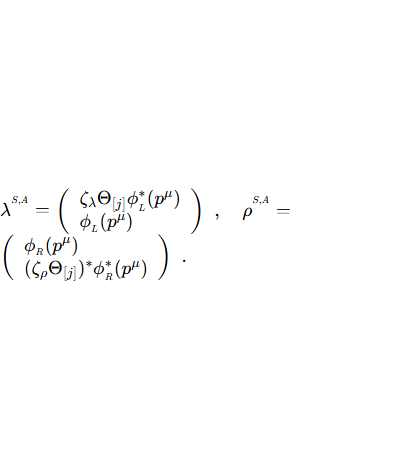 λ^{S,A} = ( ζ_λ Θ_{[j]} ϕ_L^*(p^μ)
ϕ_L(p^μ) ) , ρ^{S,A} =
( ϕ_R(p^μ)
(ζ_ρ Θ_{[j]})^* ϕ_R^*(p^μ) ) .